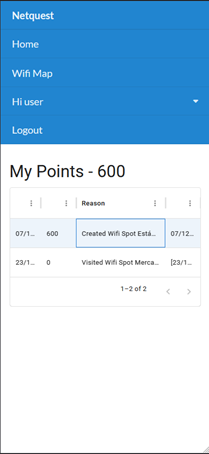 Netquest
Home
Wifi Map
Hi user
Logout
My Points - 600
Reason
07/1... 600 Created Wifi Spot Está... 07/12...
23/1... 0 Visited Wifi Spot Merca... [23/1...
1–2 of 2